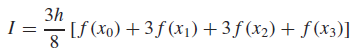 I = 3h/8 [f(x₀) + 3f(x₁) + 3f(x₂) + f(x₃)]